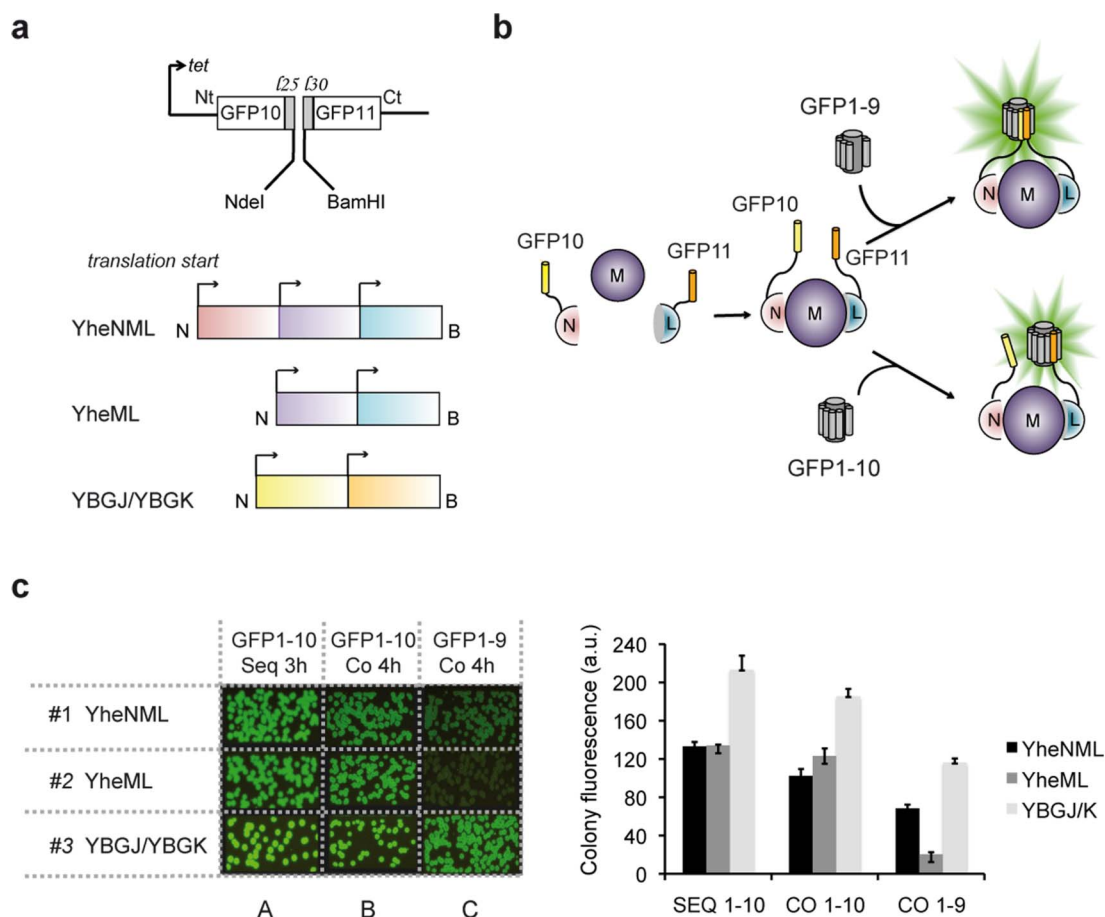 a
tet
l25 l30
Nt GFP10 GFP11 Ct
NdeI BamHI
translation start
YheNML N B
YheML N B
YBGJ/YBGK N B
b
GFP1-9
GFP10
GFP10 GFP11
GFP11
M
N L
N M L
GFP1-10
N M L
N M L
c
GFP1-10 GFP1-10 GFP1-9
Seq 3h Co 4h Co 4h
#1 YheNML
#2 YheML
#3 YBGJ/YBGK
A B C
Colony fluorescence (a.u.)
240
200
160
120
80
40
0
SEQ 1-10 CO 1-10 CO 1-9
YheNML
YheML
YBGJ/K